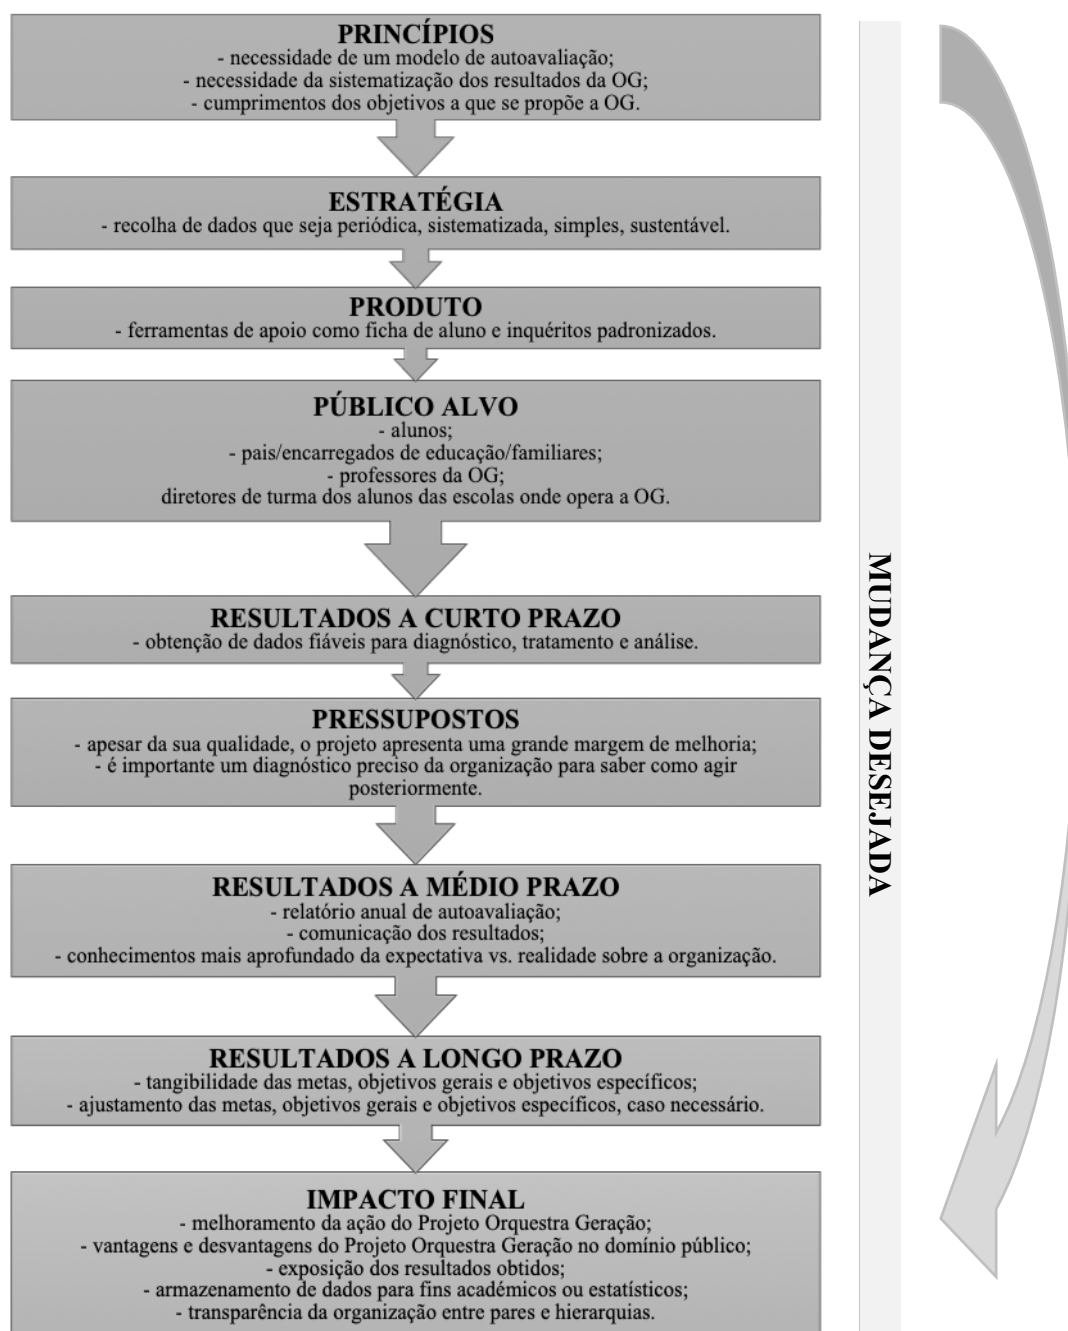 PRINCÍPIOS
- necessidade de um modelo de autoavaliação;
- necessidade da sistematização dos resultados da OG;
- cumprimentos dos objetivos a que se propõe a OG.
ESTRATÉGIA
- recolha de dados que seja periódica, sistematizada, simples, sustentável.
PRODUTO
- ferramentas de apoio como ficha de aluno e inquéritos padronizados.
PÚBLICO ALVO
- alunos;
- pais/encarregados de educação/familiares;
- professores da OG;
diretores de turma dos alunos das escolas onde opera a OG.
RESULTADOS A CURTO PRAZO
- obtenção de dados fiáveis para diagnóstico, tratamento e análise.
PRESSUPOSTOS
- apesar da sua qualidade, o projeto apresenta uma grande margem de melhoria;
- é importante um diagnóstico preciso da organização para saber como agir
posteriormente.
RESULTADOS A MÉDIO PRAZO
- relatório anual de autoavaliação;
- comunicação dos resultados;
- conhecimentos mais aprofundado da expectativa vs. realidade sobre a organização.
RESULTADOS A LONGO PRAZO
- tangibilidade das metas, objetivos gerais e objetivos específicos;
- ajustamento das metas, objetivos gerais e objetivos específicos, caso necessário.
IMPACTO FINAL
- melhoramento da ação do Projeto Orquestra Geração;
- vantagens e desvantagens do Projeto Orquestra Geração no domínio público;
- exposição dos resultados obtidos;
- armazenamento de dados para fins académicos ou estatísticos;
- transparência da organização entre pares e hierarquias.
MUDANÇA DESEJADA